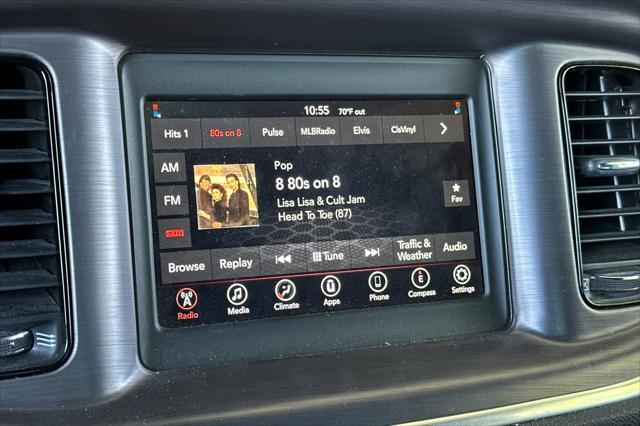 10:55 70°F out
Hits 1 80s on 8 Pulse MLBRadio Elvis ClsVinyl
AM
FM
sxm
Pop
8 80s on 8
Lisa Lisa & Cult Jam
Head To Toe (87)
Fav
Browse Replay Tune Traffic & Weather Audio
Radio Media Climate Apps Phone E Compass Settings